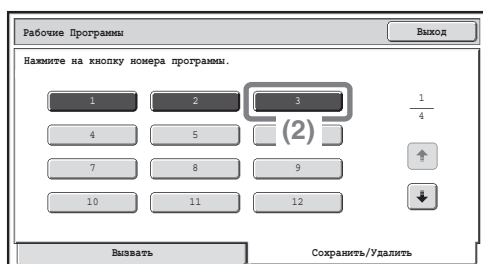 Рабочие Программы Выход
Нажмите на кнопку номера программы.
1 2 3 1
4
4 5 (2)
7 8 9
10 11 12
Вызвать Сохранить/Удалить